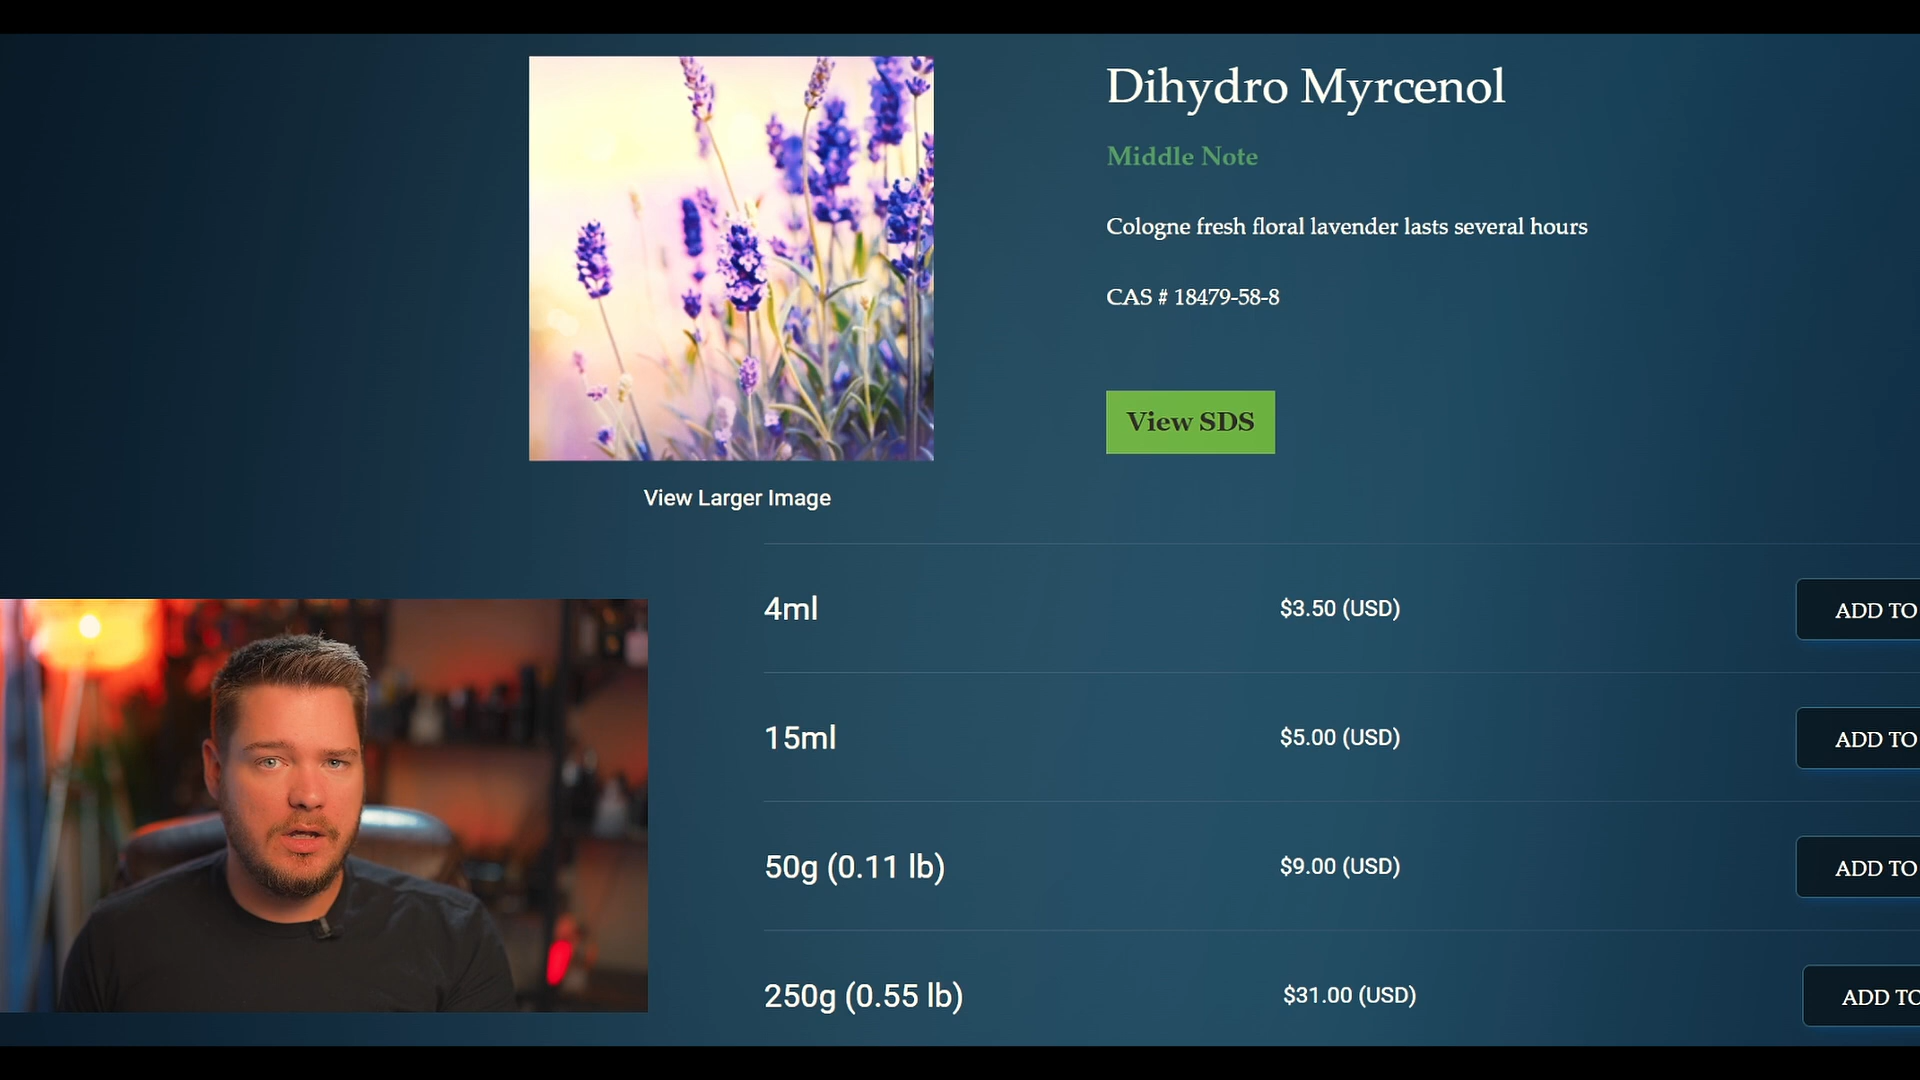 Dihydro Myrcenol
Middle Note
Cologne fresh floral lavender lasts several hours
CAS # 18479-58-8
View SDS
View Larger Image
4ml $3.50 (USD) ADD TO
15ml $5.00 (USD) ADD TO
50g (0.11 lb) $9.00 (USD) ADD TO
250g (0.55 lb) $31.00 (USD) ADD TO